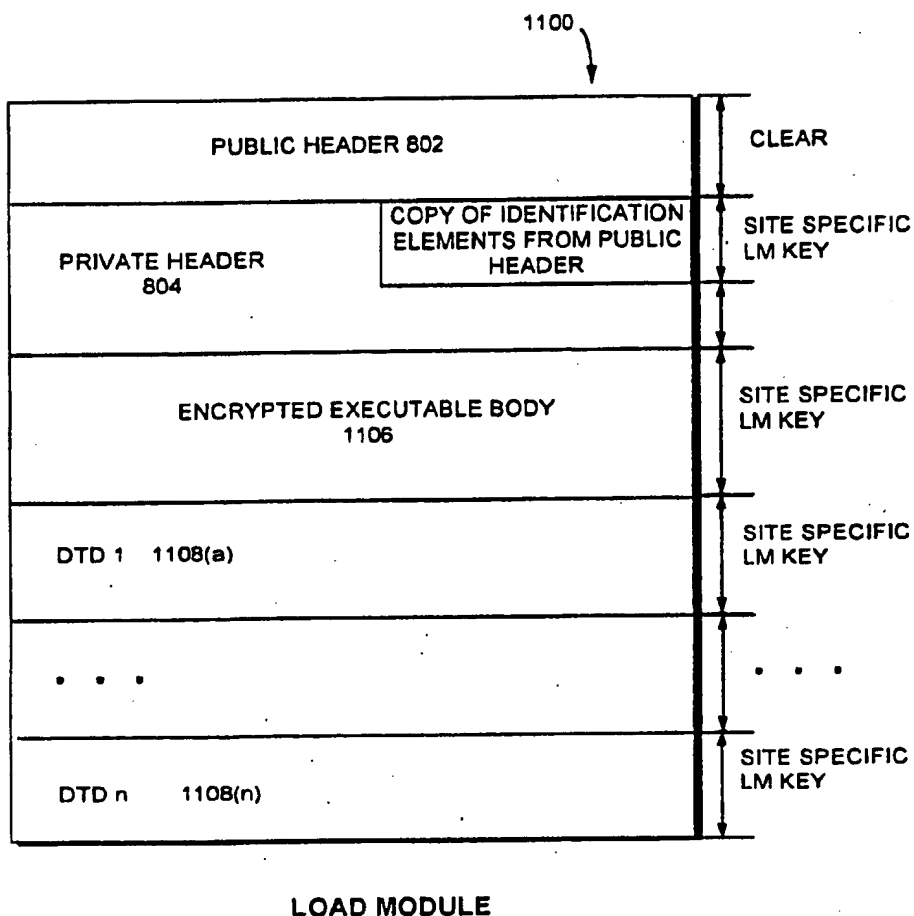 1100
PUBLIC HEADER 802
CLEAR
PRIVATE HEADER
804
COPY OF IDENTIFICATION
ELEMENTS FROM PUBLIC
HEADER
SITE SPECIFIC
LM KEY
ENCRYPTED EXECUTABLE BODY
1106
SITE SPECIFIC
LM KEY
DTD 1 1108(a)
SITE SPECIFIC
LM KEY
. . .
. . .
DTD n 1108(n)
SITE SPECIFIC
LM KEY
LOAD MODULE